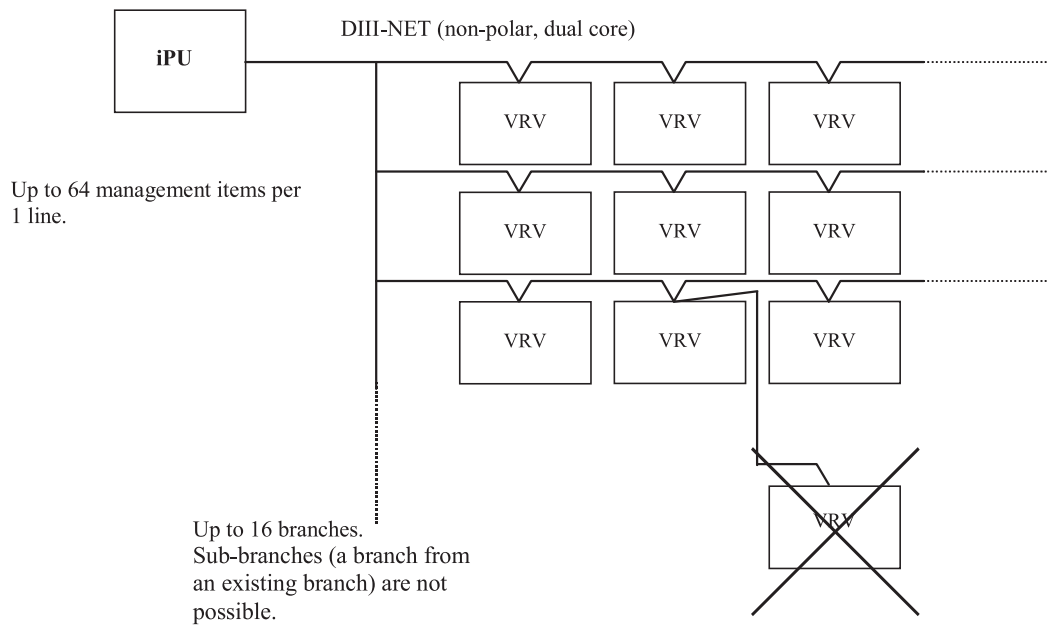 DIII-NET (non-polar, dual core)
iPU
VRV VRV VRV
Up to 64 management items per
1 line.
VRV VRV VRV
VRV VRV VRV
VRV
Up to 16 branches.
Sub-branches (a branch from
an existing branch) are not
possible.